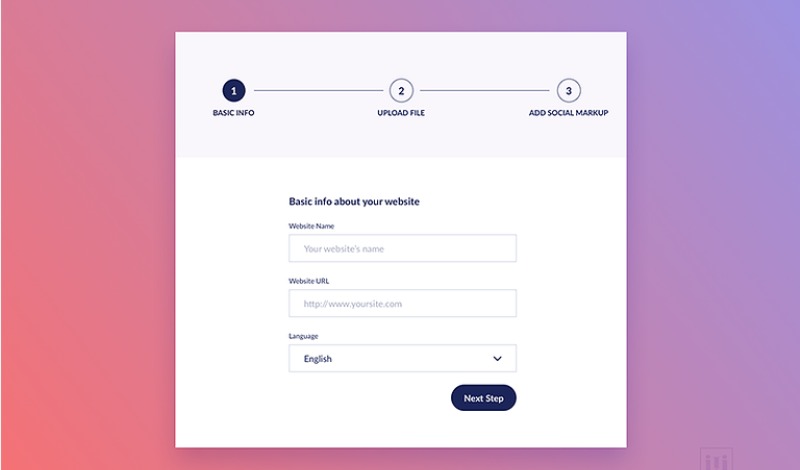 1
2
3
BASIC INFO
UPLOAD FILE
ADD SOCIAL MARKUP
Basic info about your website
Website Name
Your website's name
Website URL
http://www.yoursite.com
Language
English
Next Step